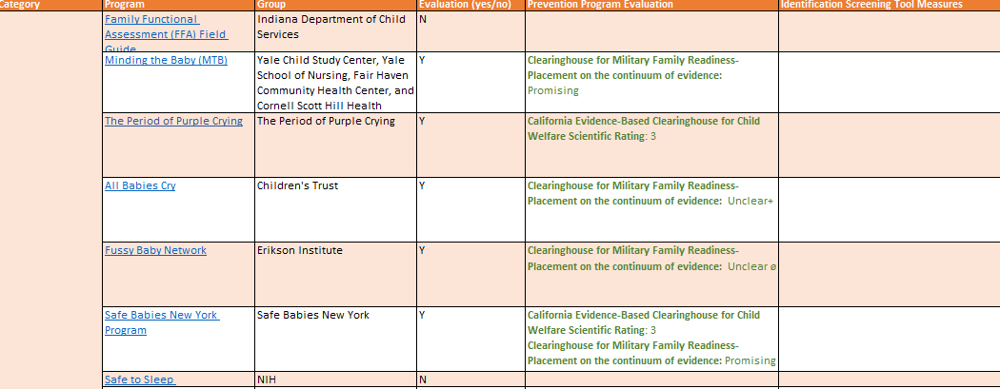 Category Program Group Evaluation (yes/no) Prevention Program Evaluation Identification Screening Tool Measures
Family Functional Indiana Department of Child N
Assessment (FFA) Field Services
Guide
Minding the Baby (MTB) Yale Child Study Center, Yale Y Clearinghouse for Military Family Readiness-
School of Nursing, Fair Haven Placement on the continuum of evidence:
Community Health Center, and Promising
Cornell Scott Hill Health
The Period of Purple Crying The Period of Purple Crying Y California Evidence-Based Clearinghouse for Child
Welfare Scientific Rating: 3
All Babies Cry Children's Trust Y Clearinghouse for Military Family Readiness-
Placement on the continuum of evidence: Unclear+
Fussy Baby Network Erikson Institute Y Clearinghouse for Military Family Readiness-
Placement on the continuum of evidence: Unclear ø
Safe Babies New York Safe Babies New York Y California Evidence-Based Clearinghouse for Child
Program Welfare Scientific Rating: 3
Clearinghouse for Military Family Readiness-
Placement on the continuum of evidence: Promising
Safe to Sleep NIH N